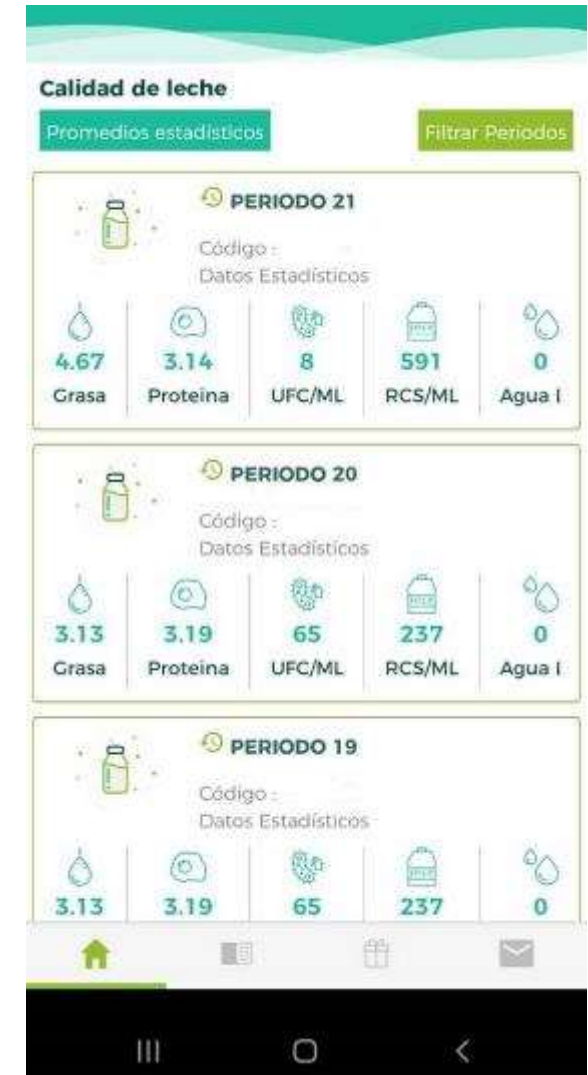 Calidad de leche
Promedios estadísticos
Filtrar Periodos
PERIODO 21
Código :
Datos Estadísticos
4.67 3.14 8 591 0
Grasa Proteina UFC/ML RCS/ML Agua I
PERIODO 20
Código :
Datos Estadísticos
3.13 3.19 65 237 0
Grasa Proteina UFC/ML RCS/ML Agua I
PERIODO 19
Código :
Datos Estadísticos
3.13 3.19 65 237 0